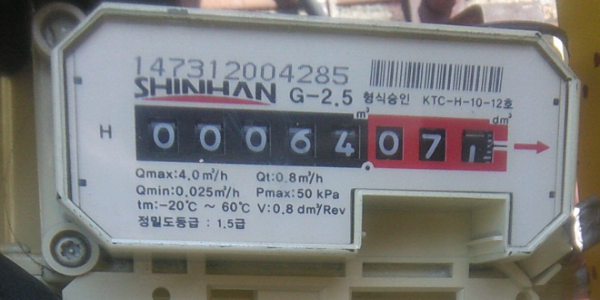 147312004285
SHINHAN G-2.5 형식승인 KTC-H-10-12호
m³ dm³
H 00064071
Qmax:4.0㎥/h Qt:0.8㎥/h
Qmin:0.025㎥/h Pmax:50 kPa
tm:-20℃ ~ 60℃ V:0.8 dm³/Rev
정밀도등급 : 1.5급